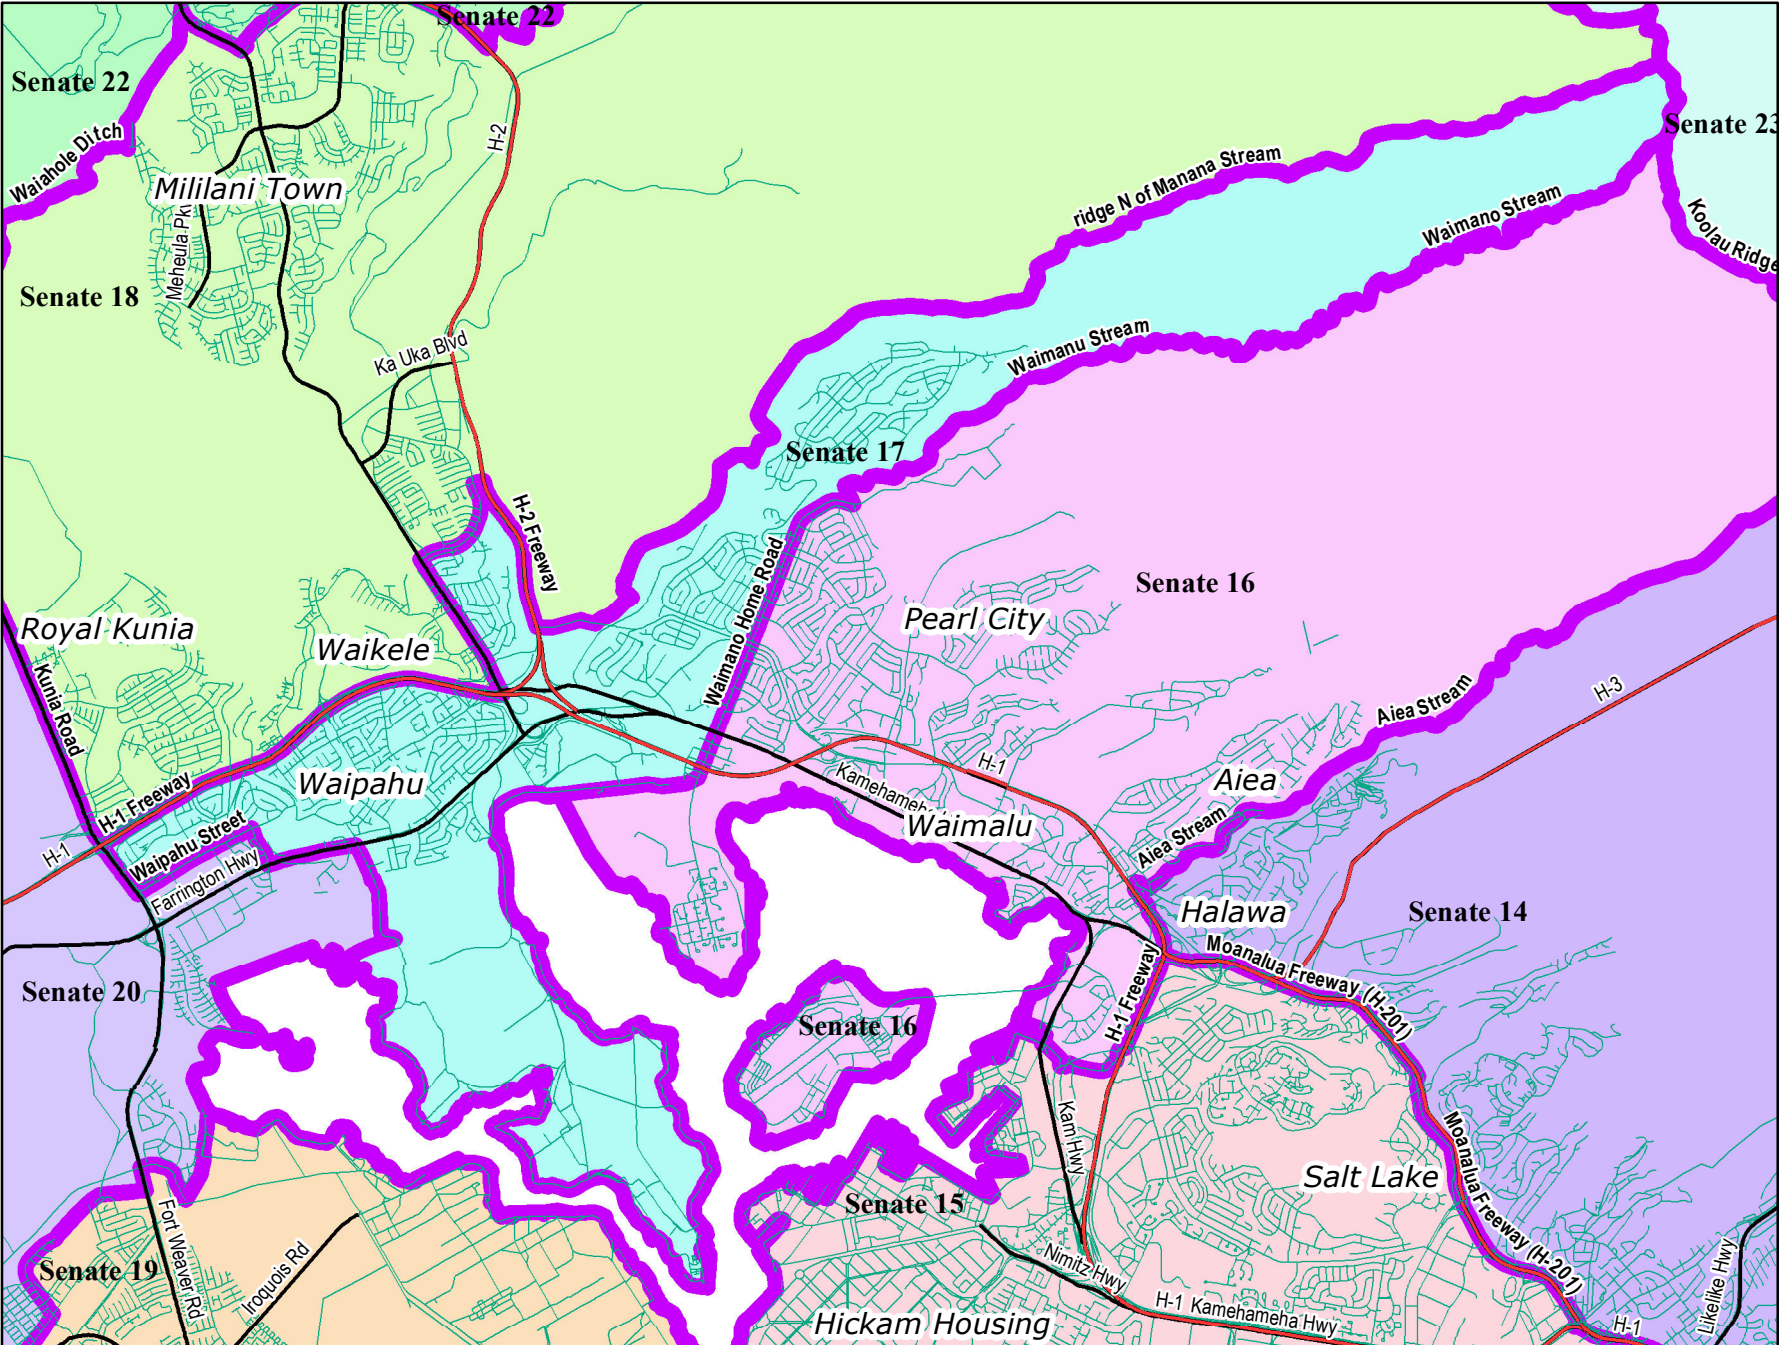 Senate 22
Senate 22
Senate 23
Waiahole Ditch
H-2
Mililani Town
ridge N of Manana Stream
Waimano Stream
Koolau Ridge
Meheula Pkw
Senate 18
Ka Uka Blvd
Waimanu Stream
Senate 17
H-2 Freeway
Waimano Home Road
Senate 16
Royal Kunia
Waikele
Pearl City
Kunia Road
H-3
Aiea Stream
H-1 Freeway
Waipahu
H-1
Aiea
Kamehameh
Waimalu
Waipahu Street
H-1
Aiea Stream
Farrington Hwy
Halawa
Senate 14
Moanalua Freeway (H-201)
Senate 20
H-1 Freeway
Senate 16
Kam Hwy
Moanalua Freeway (H-201)
Salt Lake
Senate 15
Fort Weaver Rd
Iroquois Rd
Senate 19
Nimitz Hwy
Likelike Hwy
H-1 Kamehameha Hwy
Hickam Housing
H-1